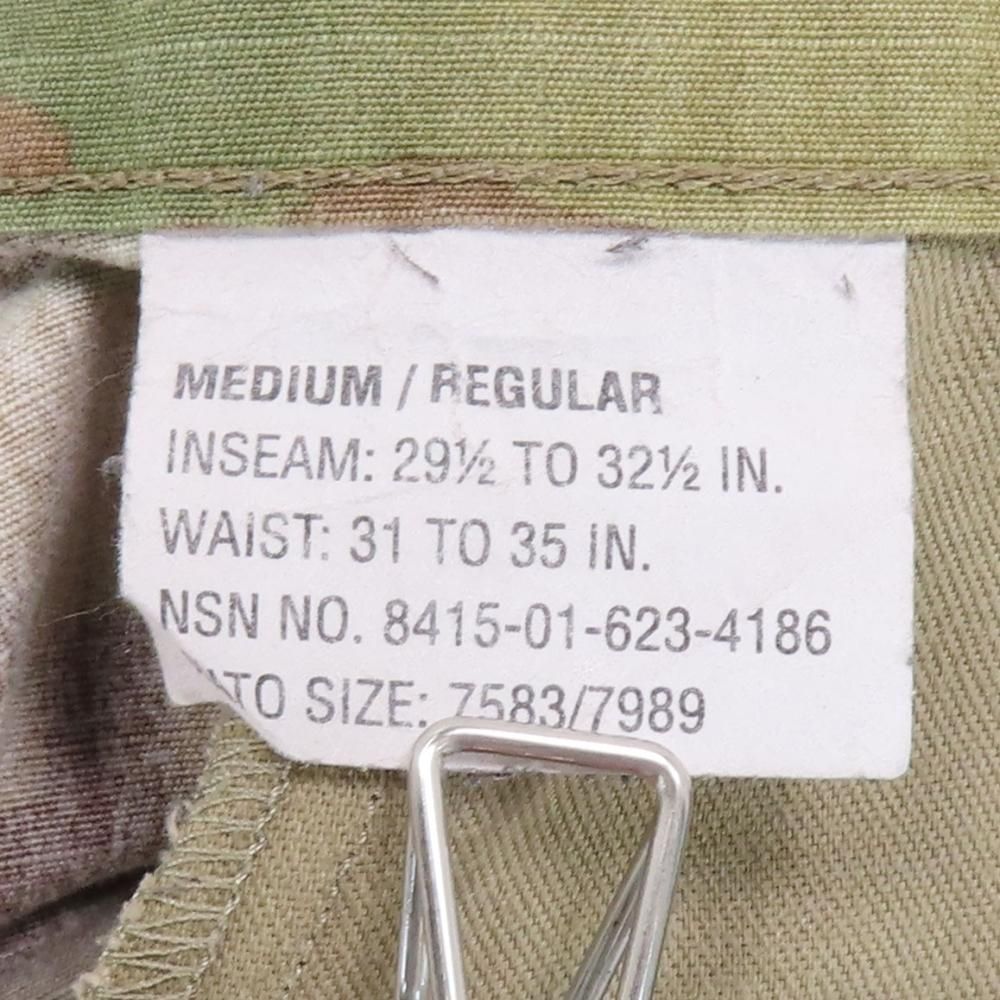 MEDIUM / REGULAR
INSEAM: 29½ TO 32½ IN.
WAIST: 31 TO 35 IN.
NSN NO. 8415-01-623-4186
SIZE: 7583/7989